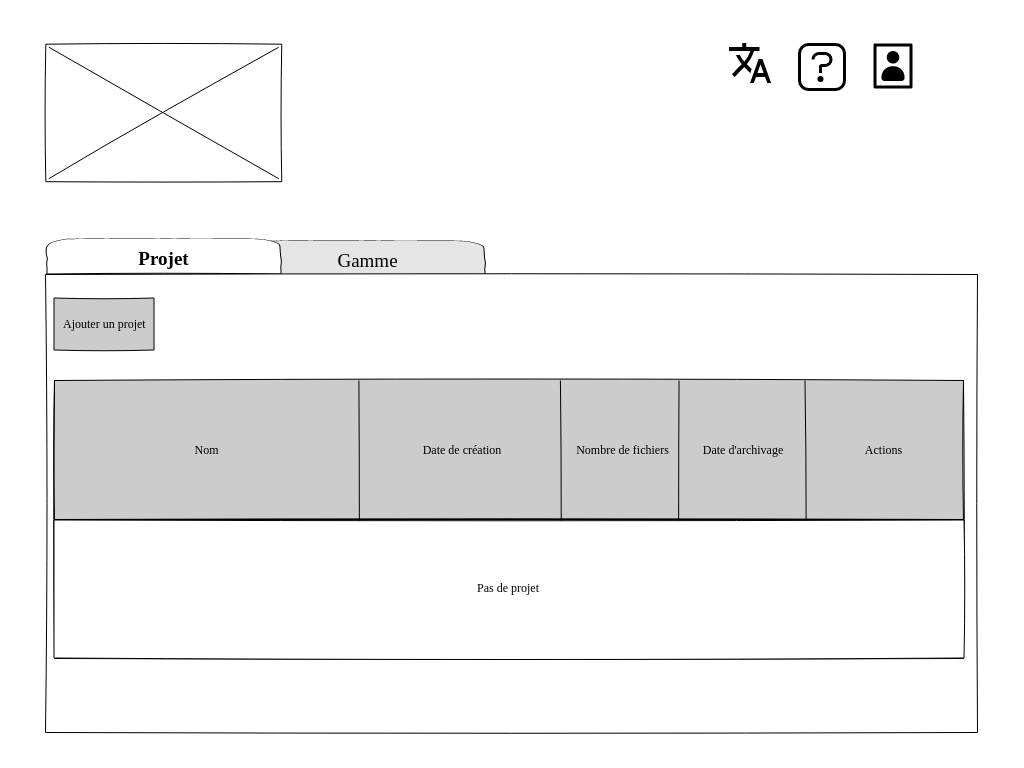 Projet
Gamme
Ajouter un projet
Nom
Date de création
Nombre de fichiers
Date d'archivage
Actions
Pas de projet